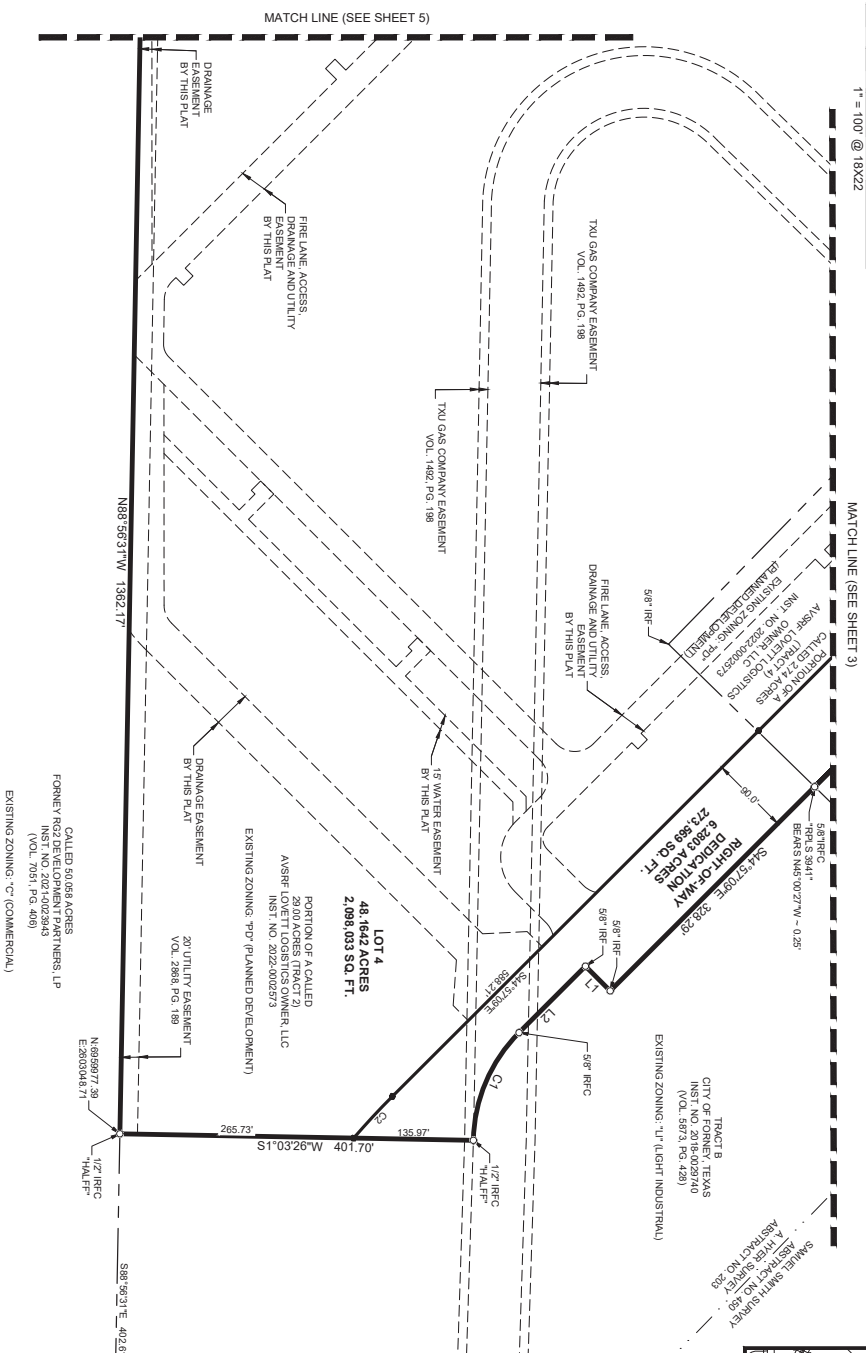 MATCH LINE (SEE SHEET 5)
1" = 100' @ 18X22
MATCH LINE (SEE SHEET 3)
DRAINAGE
EASEMENT
BY THIS PLAT
FIRE LANE, ACCESS,
DRAINAGE AND UTILITY
EASEMENT
BY THIS PLAT
TXU GAS COMPANY EASEMENT
VOL. 1492, PG. 198
TXU GAS COMPANY EASEMENT
VOL. 1492, PG. 198
5/8" IRF
PORTION OF A
CALLED 2.74 ACRES
(TRACT 4)
AVSRF LOVETT LOGISTICS
OWNER, LLC
INST. NO. 2022-0002573
EXISTING ZONING: "PD"
(PLANNED DEVELOPMENT)
FIRE LANE, ACCESS,
DRAINAGE AND UTILITY
EASEMENT
BY THIS PLAT
5/8"IRFC
"RPLS 3941"
BEARS N45°00'27"W ~ 0.25'
90.0'
S44°57'09"E 328.29'
RIGHT-OF-WAY
DEDICATION
6.2803 ACRES
273,569 SQ. FT.
5/8" IRF
5/8" IRF
L1
L2
5/8" IRFC
C1
S44°57'09"E
588.21'
C2
TRACT B
CITY OF FORNEY, TEXAS
INST. NO. 2018-0029740
(VOL. 5873, PG. 428)
EXISTING ZONING: "LI" (LIGHT INDUSTRIAL)
SAMUEL SMITH SURVEY
ABSTRACT NO. 450
A. HYER SURVEY
ABSTRACT NO. 203
15' WATER EASEMENT
BY THIS PLAT
N88°56'31"W 1362.17'
DRAINAGE EASEMENT
BY THIS PLAT
LOT 4
48.1642 ACRES
2,098,033 SQ. FT.
PORTION OF A CALLED
29.00 ACRES (TRACT 2)
AVSRF LOVETT LOGISTICS OWNER, LLC
INST. NO. 2022-0002573
EXISTING ZONING: "PD" (PLANNED DEVELOPMENT)
20' UTILITY EASEMENT
VOL. 2868, PG. 189
265.73'
135.97'
S1°03'26"W 401.70'
1/2" IRFC
"HALFF"
N:6959977.39
E:2603048.71
1/2" IRFC
"HALFF"
S88°56'31"E 402.6
CALLED 50.058 ACRES
FORNEY RG2 DEVELOPMENT PARTNERS, LP
INST. NO. 2021-0023943
(VOL. 7051, PG. 406)
EXISTING ZONING: "C" (COMMERCIAL)